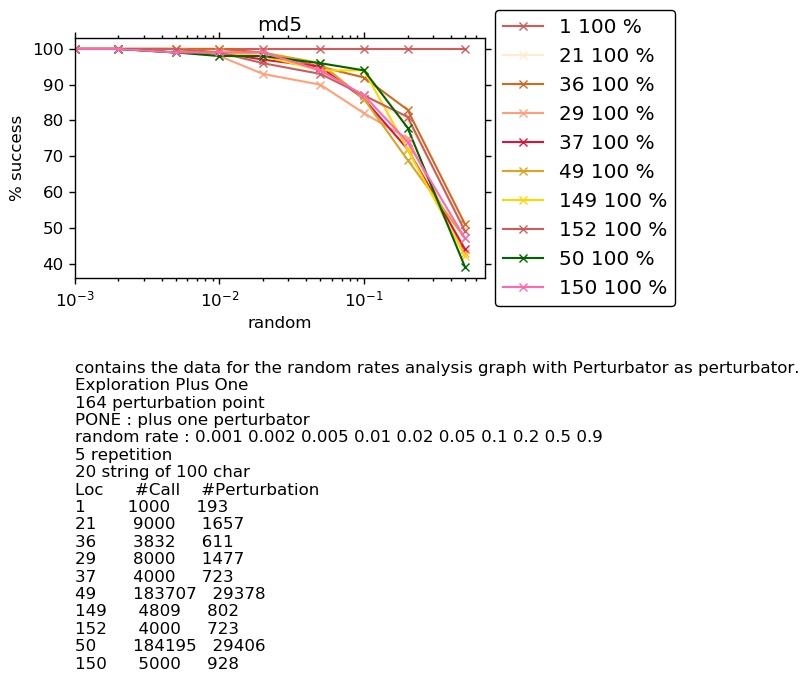 md5
100
90
80
70
60
50
40
% success
10⁻³
10⁻²
10⁻¹
random
1 100 %
21 100 %
36 100 %
29 100 %
37 100 %
49 100 %
149 100 %
152 100 %
50 100 %
150 100 %
contains the data for the random rates analysis graph with Perturbator as perturbator.
Exploration Plus One
164 perturbation point
PONE : plus one perturbator
random rate : 0.001 0.002 0.005 0.01 0.02 0.05 0.1 0.2 0.5 0.9
5 repetition
20 string of 100 char
Loc #Call #Perturbation
1 1000 193
21 9000 1657
36 3832 611
29 8000 1477
37 4000 723
49 183707 29378
149 4809 802
152 4000 723
50 184195 29406
150 5000 928